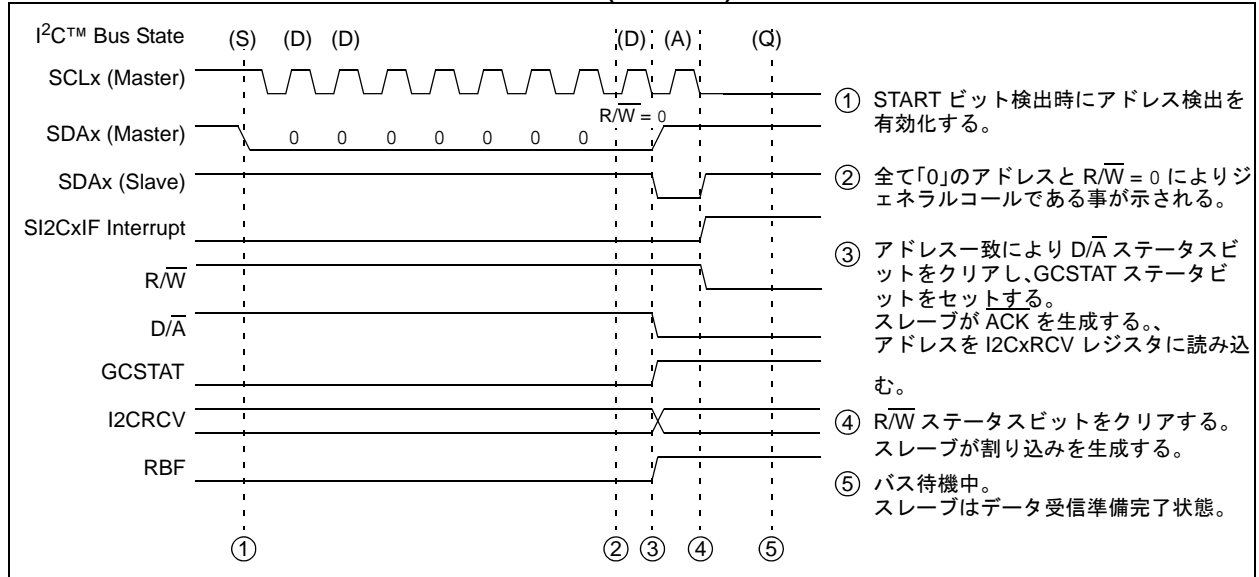 I²C™ Bus State (S) (D) (D) (D) (A) (Q)
SCLx (Master)
R/W̅ = 0
SDAx (Master) 0 0 0 0 0 0 0
SDAx (Slave)
SI2CxIF Interrupt
R/W̅
D/A̅
GCSTAT
I2CRCV
RBF
① ② ③ ④ ⑤
① START ビット検出時にアドレス検出を
有効化する。
② 全て「0」のアドレスと R/W̅ = 0 によりジ
ェネラルコールである事が示される。
③ アドレス一致により D/A̅ ステータスビ
ットをクリアし、GCSTAT ステータビ
ットをセットする。
スレーブが A̅C̅K̅ を生成する。、
アドレスを I2CxRCV レジスタに読み込
む。
④ R/W̅ ステータスビットをクリアする。
スレーブが割り込みを生成する。
⑤ バス待機中。
スレーブはデータ受信準備完了状態。